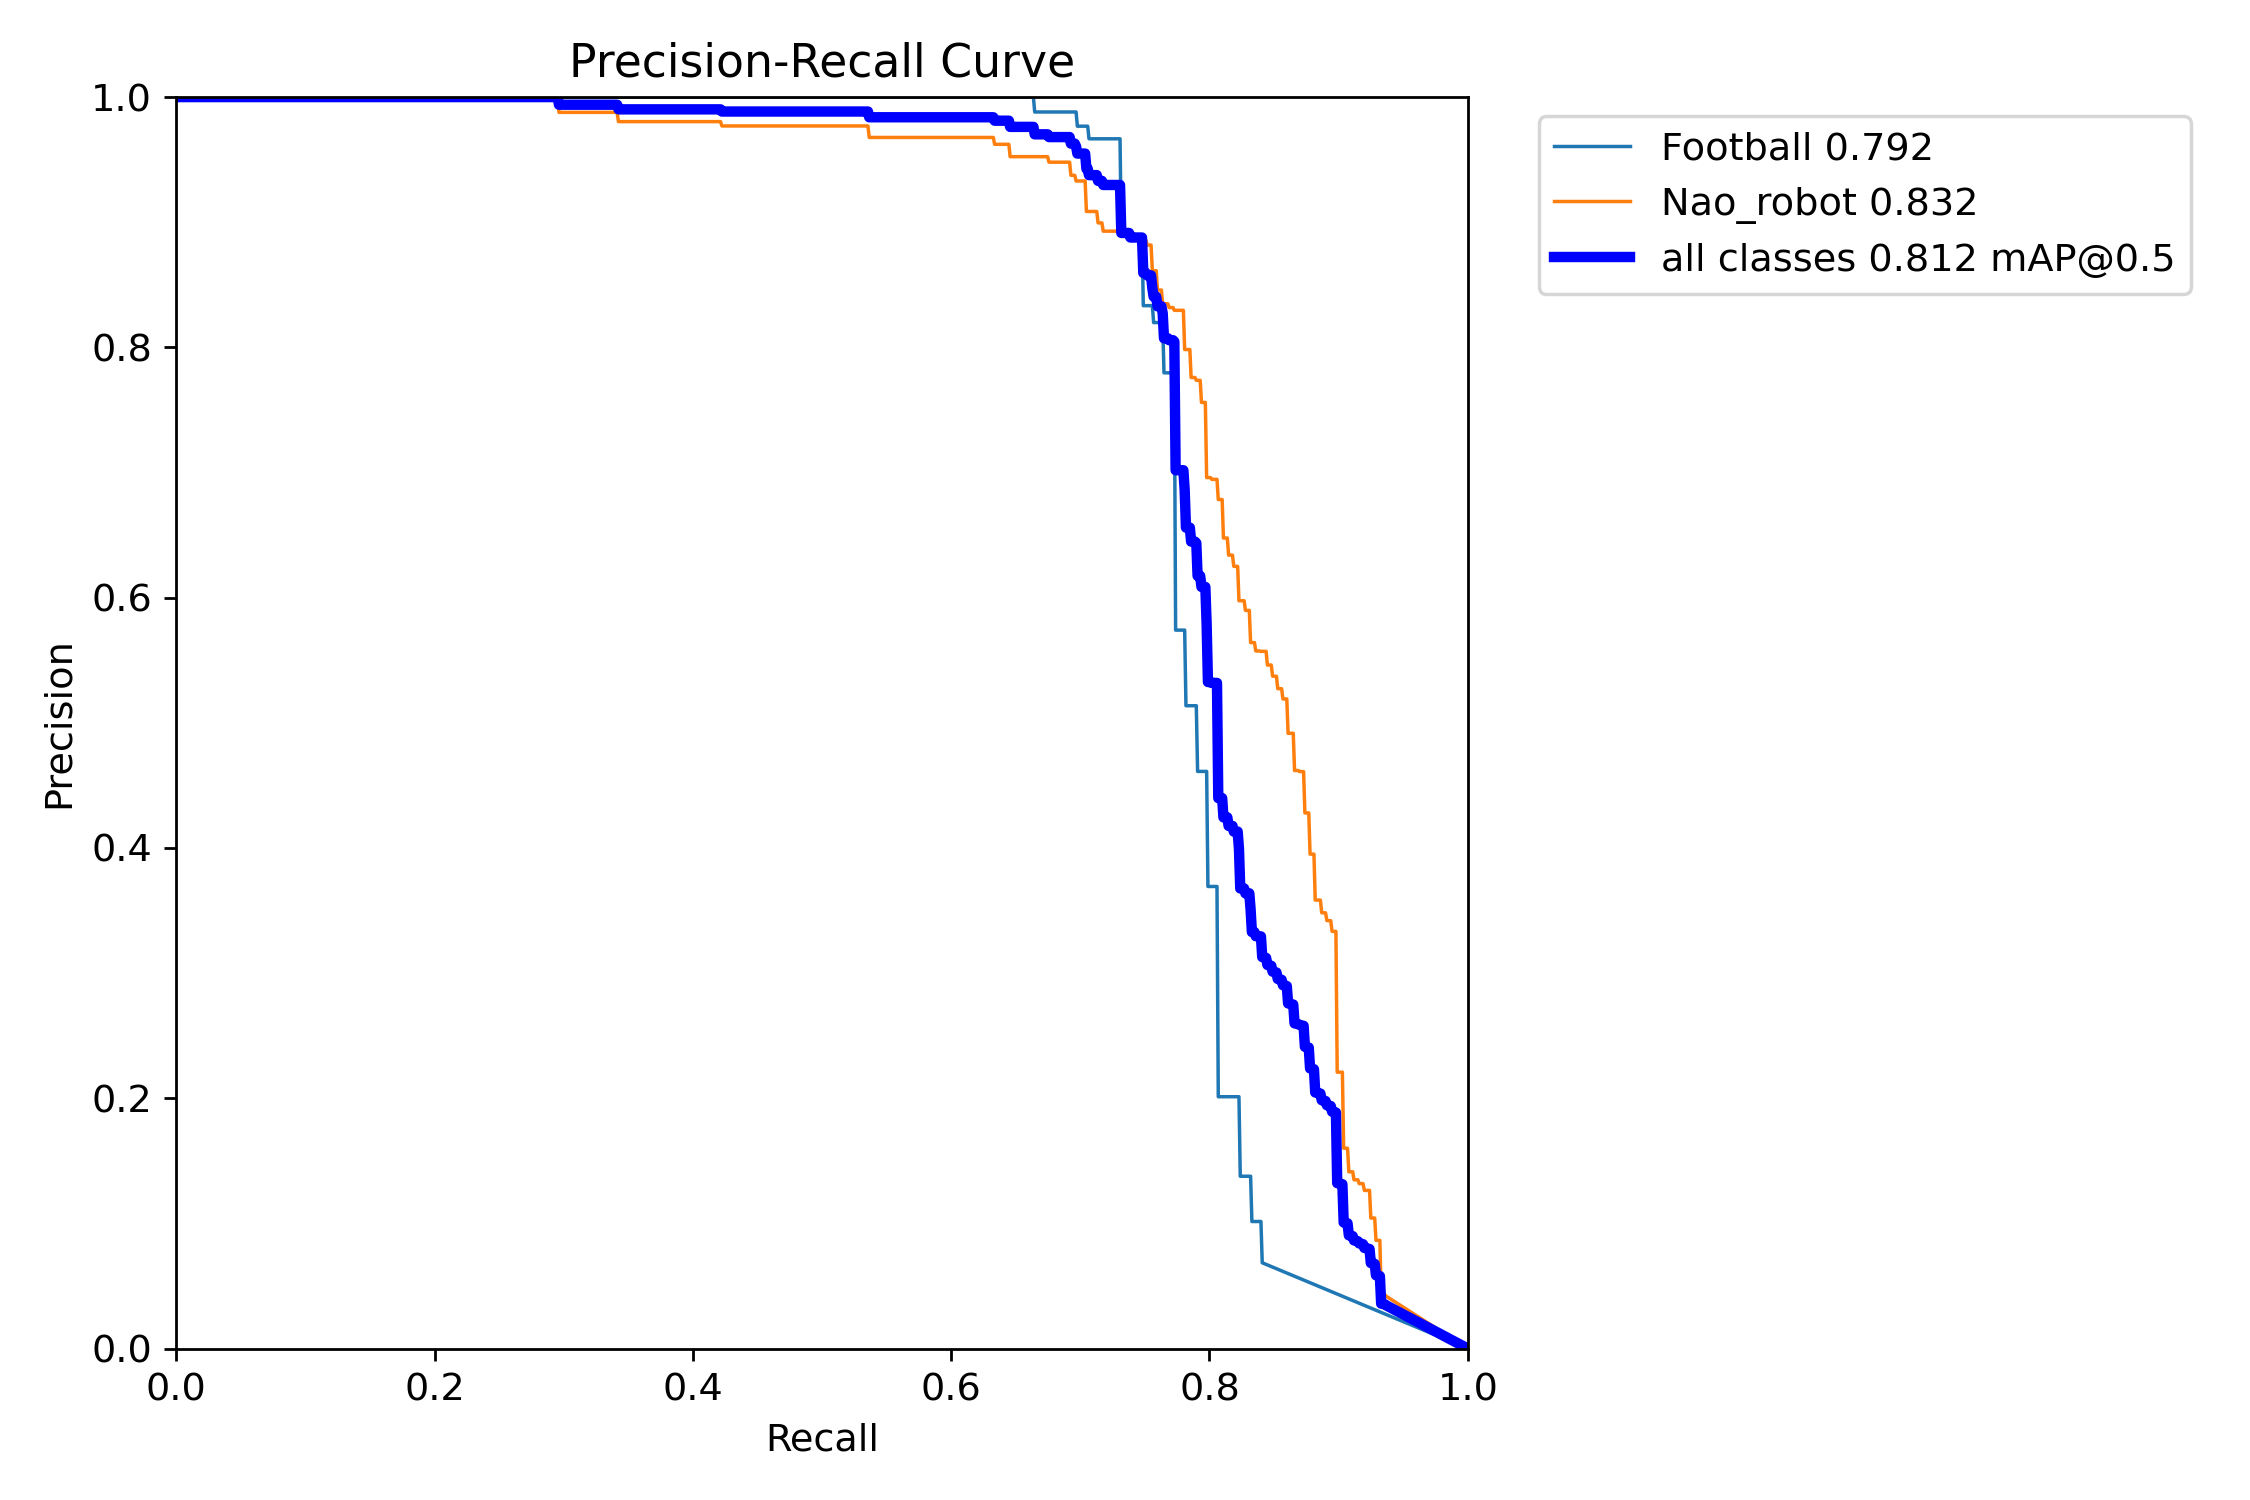 Precision-Recall Curve
1.0
0.8
0.6
0.4
0.2
0.0
Precision
0.0 0.2 0.4 0.6 0.8 1.0
Recall
Football 0.792
Nao_robot 0.832
all classes 0.812 mAP@0.5